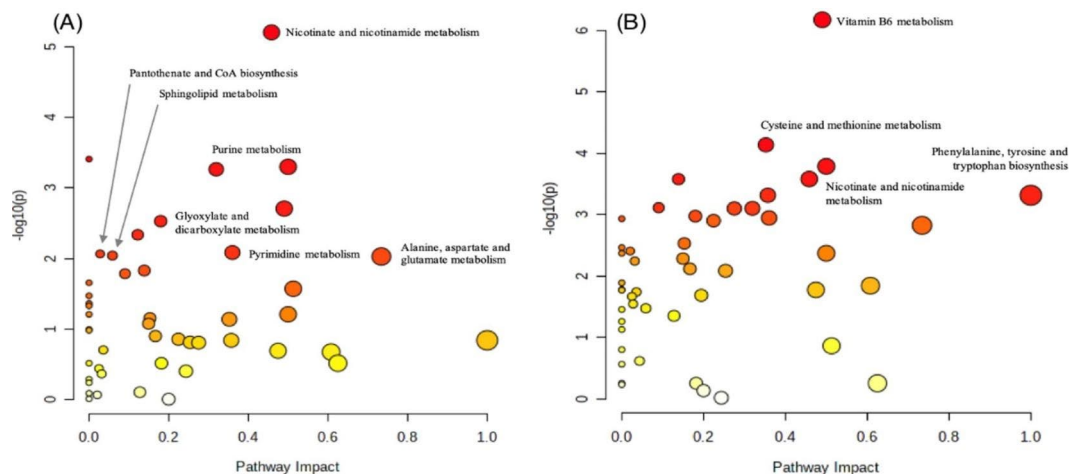 (A)
Nicotinate and nicotinamide metabolism
Pantothenate and CoA biosynthesis
Sphingolipid metabolism
Purine metabolism
Glyoxylate and
dicarboxylate metabolism
Pyrimidine metabolism
Alanine, aspartate and
glutamate metabolism
-log10(p)
5
4
3
2
1
0
0.0
0.2
0.4
0.6
0.8
1.0
Pathway Impact
(B)
Vitamin B6 metabolism
Cysteine and methionine metabolism
Phenylalanine, tyrosine and
tryptophan biosynthesis
Nicotinate and nicotinamide
metabolism
-log10(p)
6
5
4
3
2
1
0
0.0
0.2
0.4
0.6
0.8
1.0
Pathway Impact